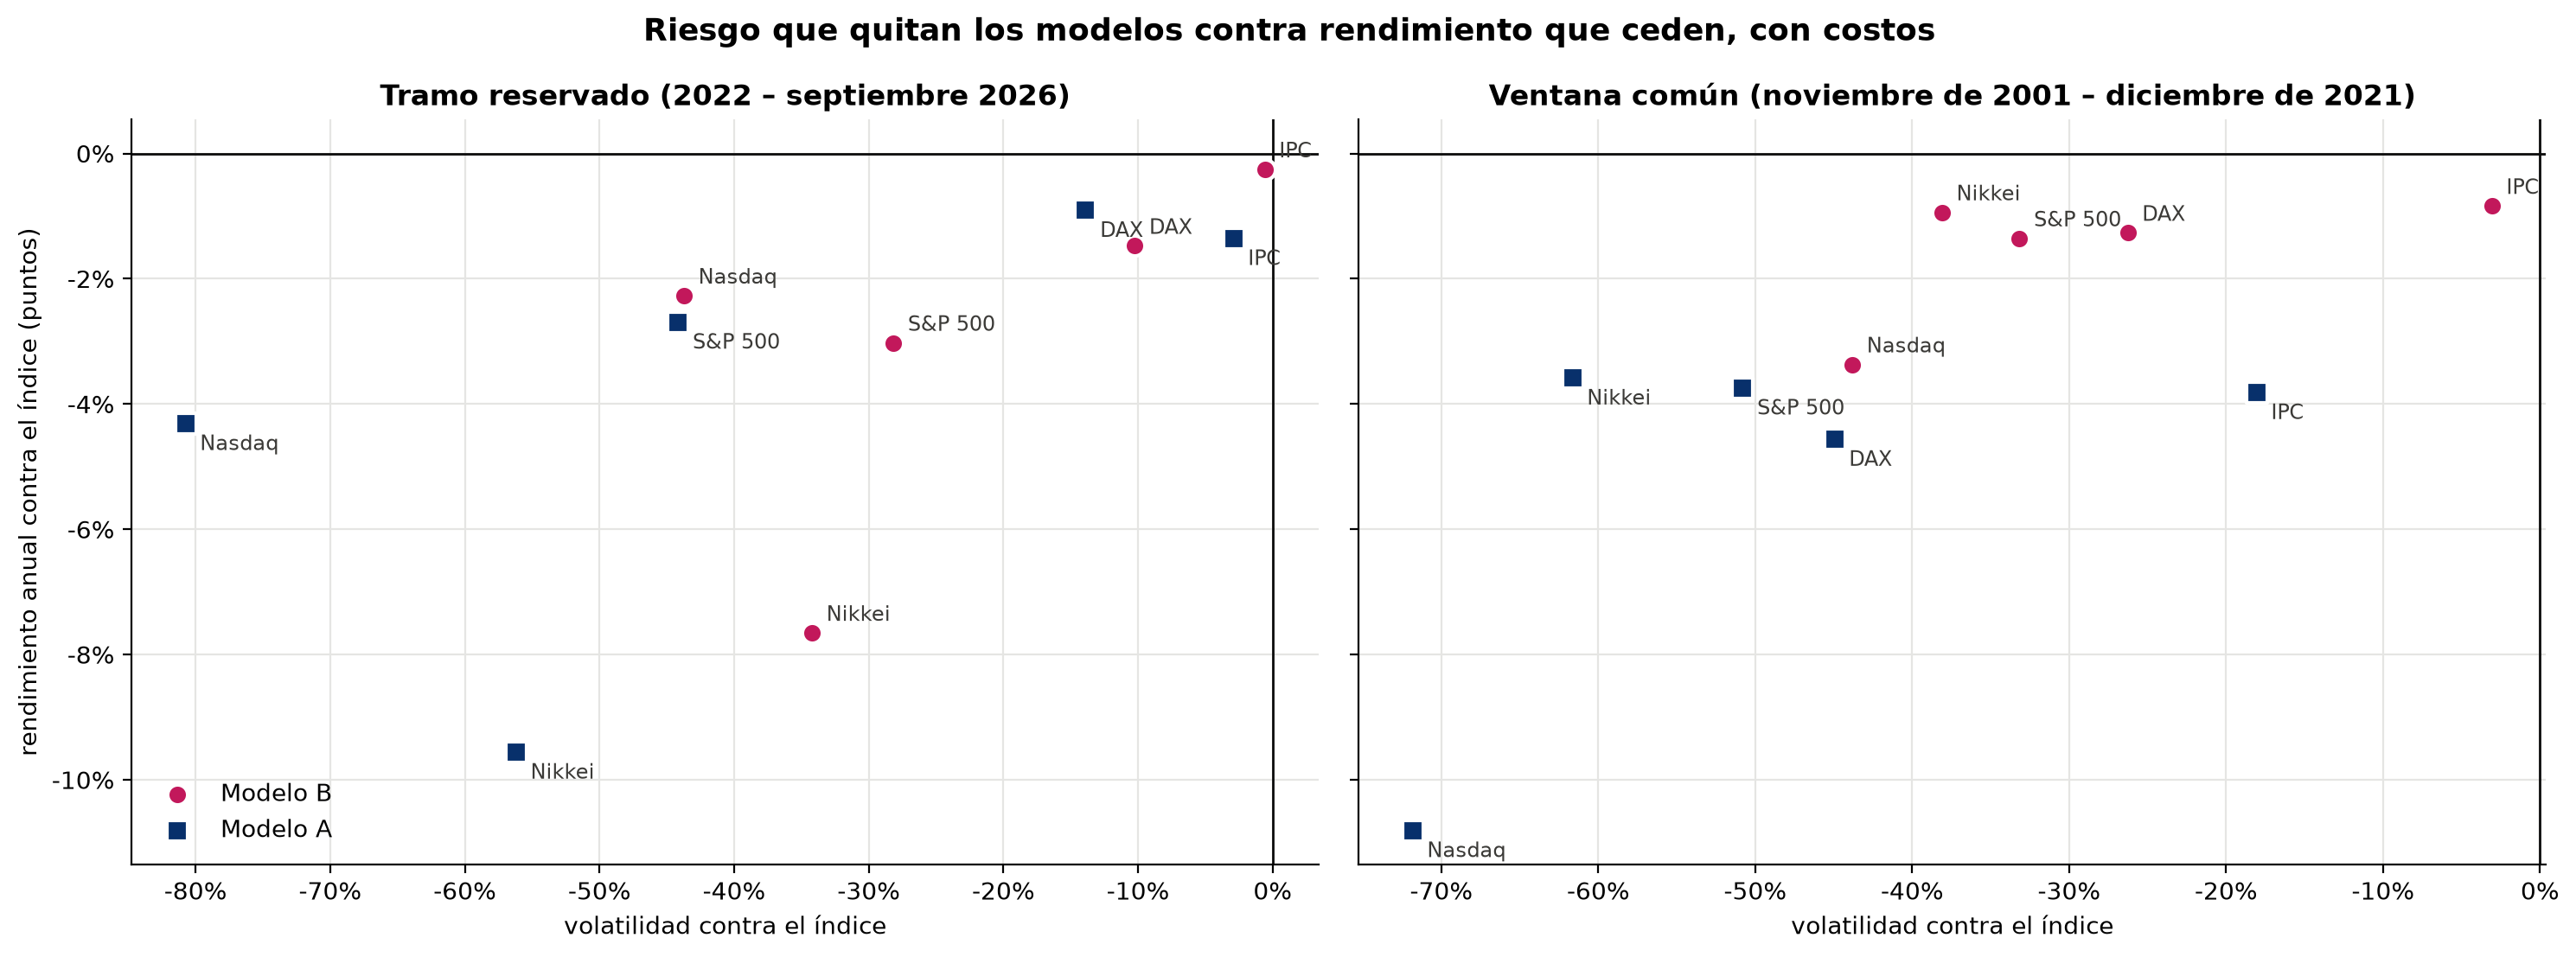 Riesgo que quitan los modelos contra rendimiento que ceden, con costos
Tramo reservado (2022 – septiembre 2026)
rendimiento anual contra el índice (puntos)
0%
-2%
-4%
-6%
-8%
-10%
IPC
DAX
DAX
IPC
Nasdaq
S&P 500
S&P 500
Nasdaq
Nikkei
Nikkei
Modelo B
Modelo A
-80%
-70%
-60%
-50%
-40%
-30%
-20%
-10%
0%
volatilidad contra el índice
Ventana común (noviembre de 2001 – diciembre de 2021)
Nikkei
IPC
S&P 500
DAX
Nasdaq
Nikkei
S&P 500
IPC
DAX
Nasdaq
-70%
-60%
-50%
-40%
-30%
-20%
-10%
0%
volatilidad contra el índice